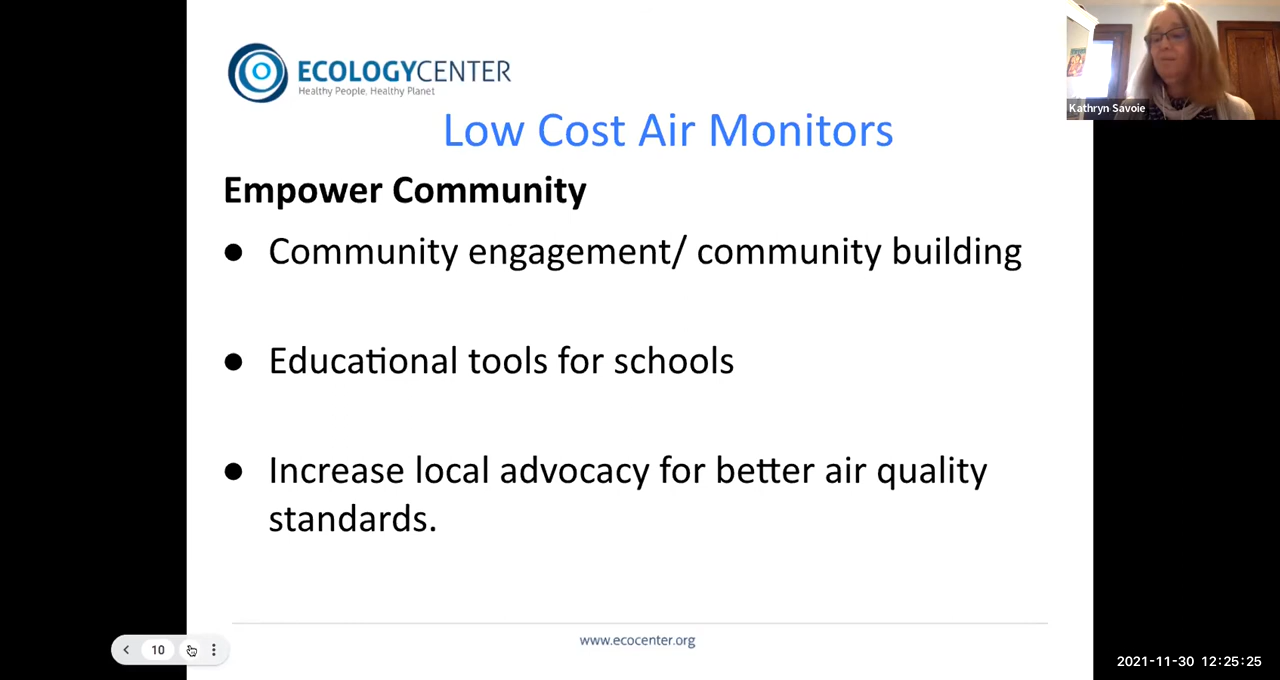 ECOLOGYCENTER
Healthy People, Healthy Planet
Kathryn Savoie
Low Cost Air Monitors
Empower Community
● Community engagement/ community building
● Educational tools for schools
● Increase local advocacy for better air quality
standards.
www.ecocenter.org
10
2021-11-30 12:25:25